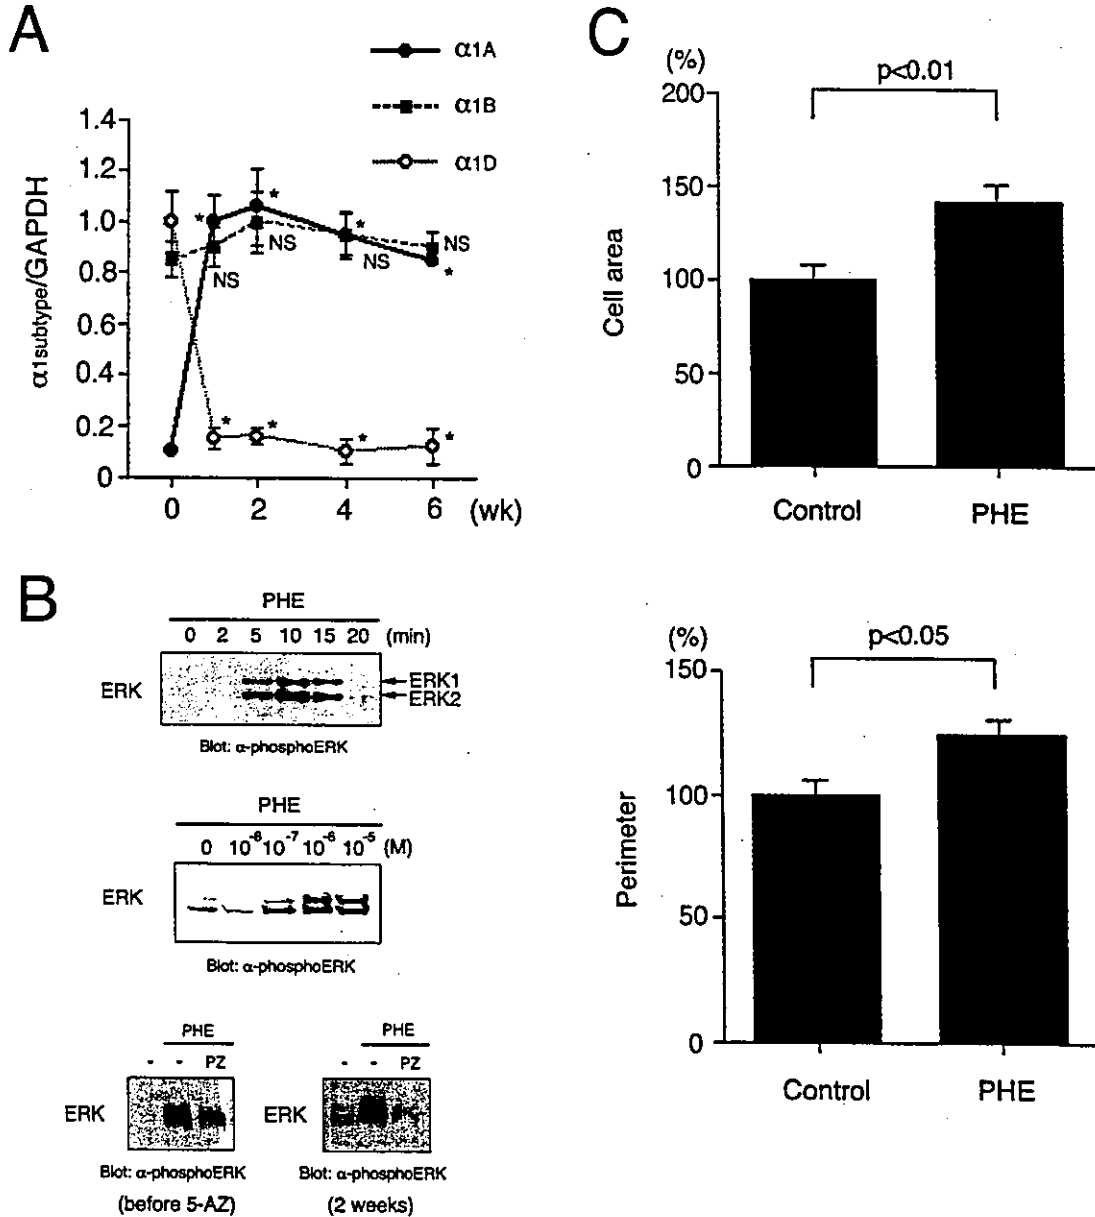 A
α1A
α1B
α1D
α1subtype/GAPDH
1.4
1.2
1.0
0.8
0.6
0.4
0.2
0
* * * *
NS NS NS NS
* * * *
0 2 4 6 (wk)
B
PHE
0 2 5 10 15 20 (min)
ERK
ERK1
ERK2
Blot: α-phosphoERK
PHE
0 10-8 10-7 10-6 10-5 (M)
ERK
Blot: α-phosphoERK
PHE
- - PZ
ERK
Blot: α-phosphoERK
(before 5-AZ)
PHE
- - PZ
ERK
Blot: α-phosphoERK
(2 weeks)
C
(%)
p<0.01
200
150
100
50
0
Cell area
Control PHE
(%)
p<0.05
150
100
50
0
Perimeter
Control PHE